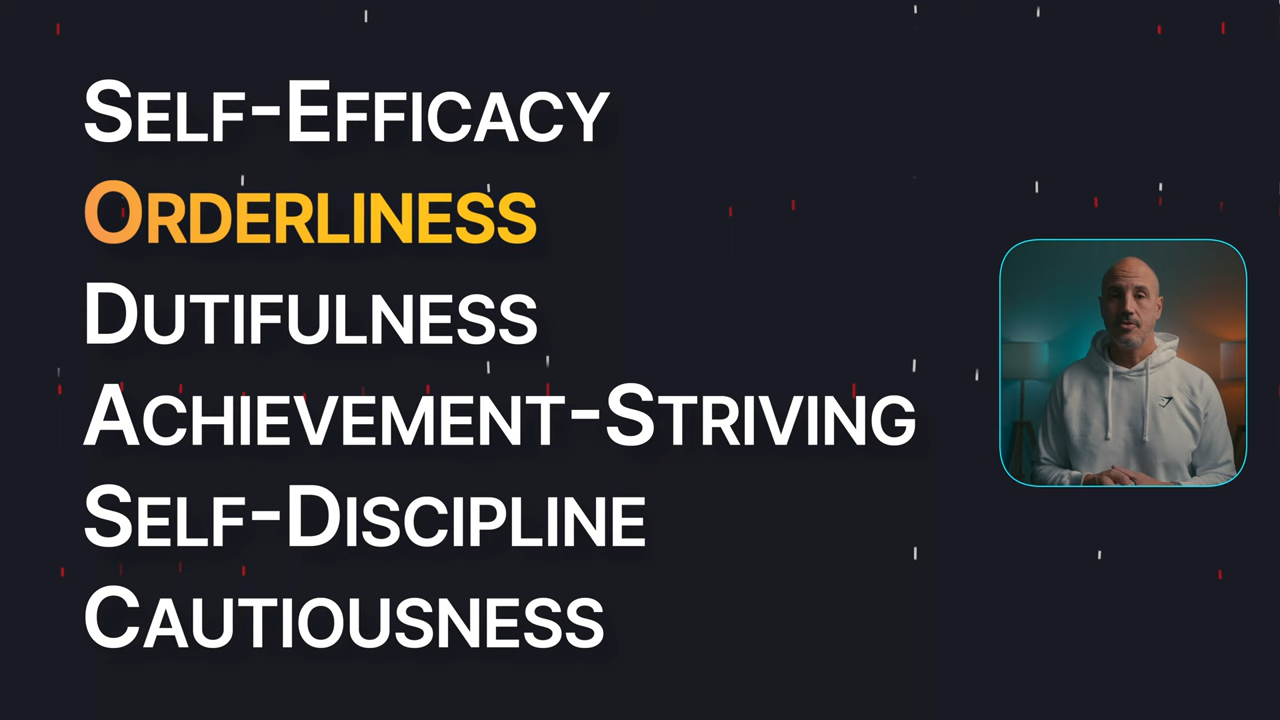 Self-Efficacy
Orderliness
Dutifulness
Achievement-Striving
Self-Discipline
Cautiousness